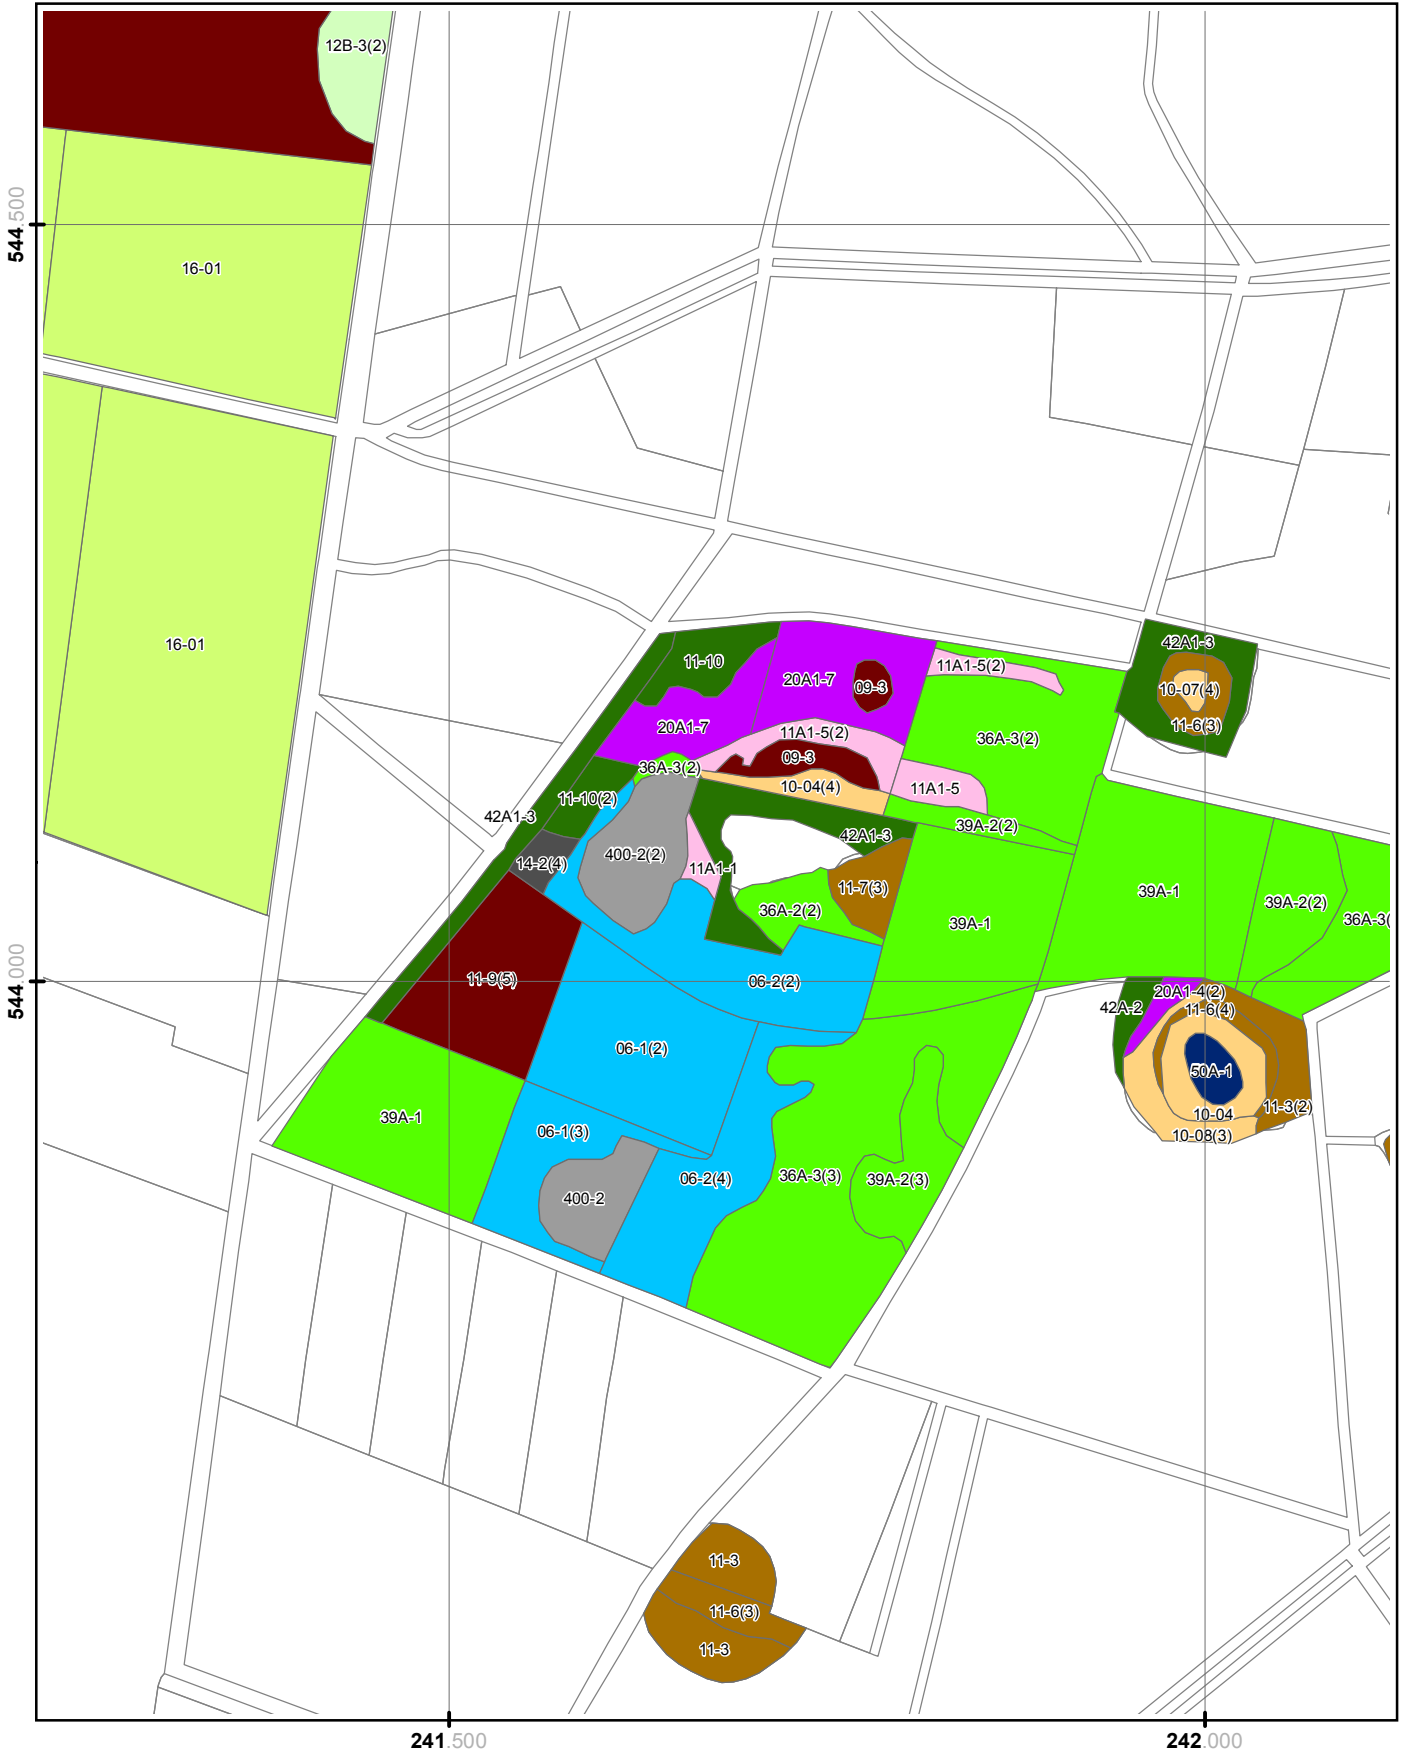 12B-3(2)
544.500
16-01
16-01
42A1-3
11-10
11A1-5(2)
20A1-7
09-3
10-07(4)
11-6(3)
20A1-7
11A1-5(2)
36A-3(2)
09-3
36A-3(2)
10-04(4)
11A1-5
11-10(2)
42A1-3
39A-2(2)
42A1-3
400-2(2)
14-2(4)
11A1-1
11-7(3)
39A-1
39A-2(2)
36A-2(2)
39A-1
36A-3(
544.000
11-9(5)
06-2(2)
20A1-4(2)
42A-2
11-6(4)
06-1(2)
50A-1
11-3(2)
39A-1
10-04
06-1(3)
10-08(3)
36A-3(3)
06-2(4)
39A-2(3)
400-2
11-3
11-6(3)
11-3
241.500
242.000